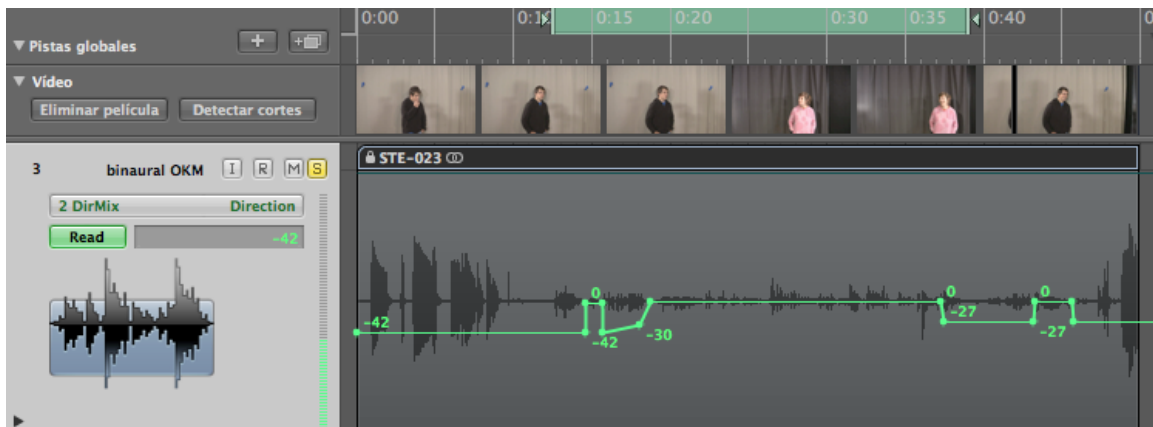 0:00 0:1 0:15 0:20 0:30 0:35 0:40
Pistas globales
Vídeo
Eliminar película Detectar cortes
STE-023
3 binaural OKM I R M S
2 DirMix Direction
Read -42
-42 0 -42 -30 0 -27 0 -27